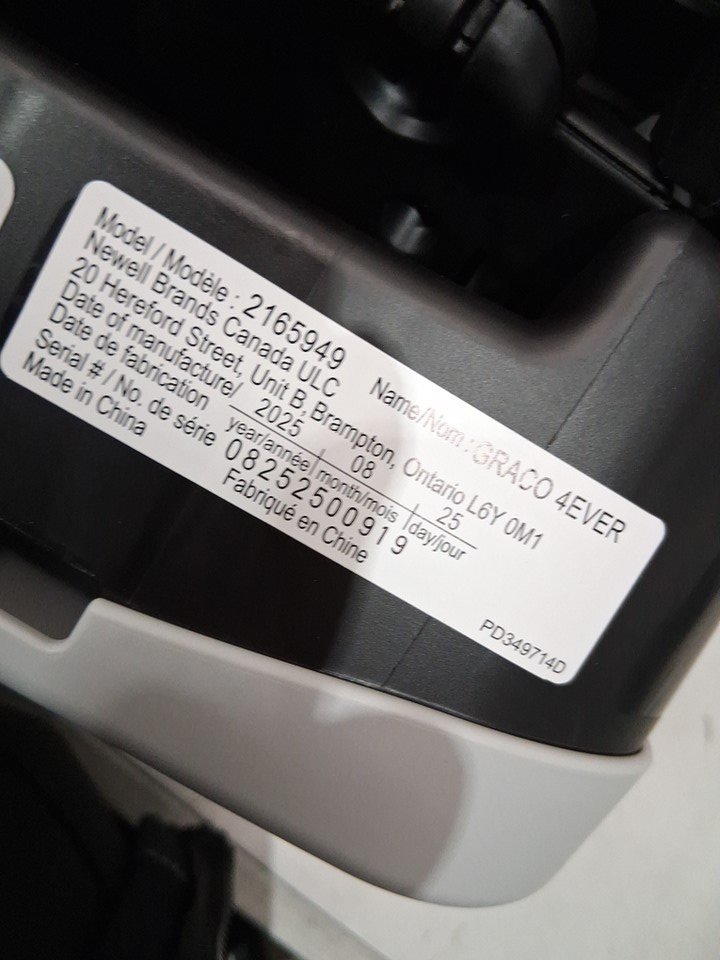 Model / Modèle : 2165949 Name/Nom : GRACO 4EVER
Newell Brands Canada ULC
20 Hereford Street, Unit B, Brampton, Ontario L6Y 0M1
Date of manufacture/ 2025 | 08 | 25
Date de fabrication year/année | month/mois | day/jour
Serial # / No. de série 08252500919
Made in China Fabriqué en Chine
PD349714D